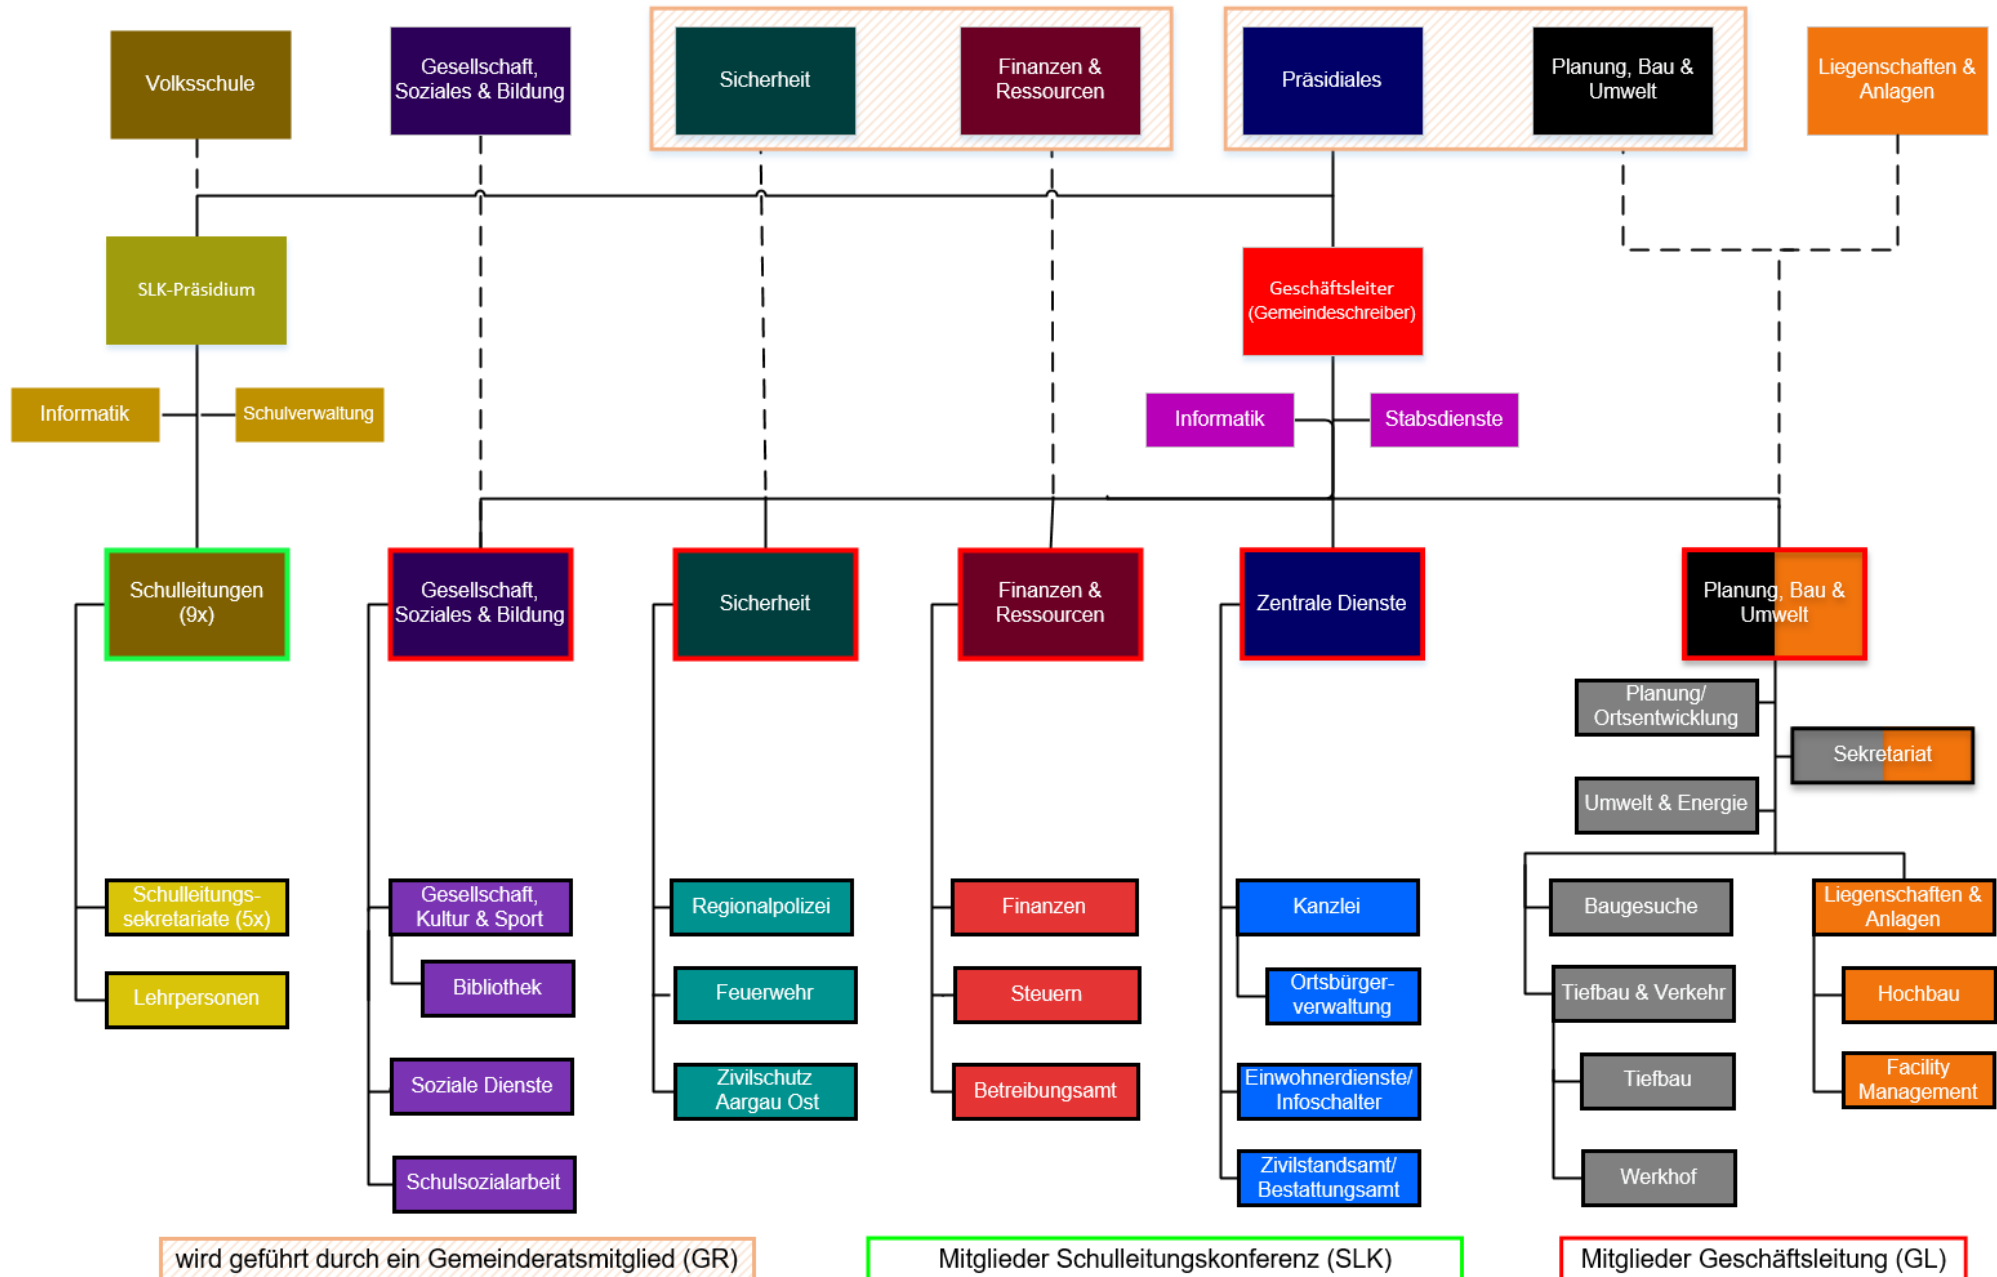 Volksschule
Gesellschaft,
Soziales & Bildung
Sicherheit
Finanzen &
Ressourcen
Präsidiales
Planung, Bau &
Umwelt
Liegenschaften &
Anlagen
SLK-Präsidium
Geschäftsleiter
(Gemeindeschreiber)
Informatik
Schulverwaltung
Informatik
Stabsdienste
Schulleitungen
(9x)
Gesellschaft,
Soziales & Bildung
Sicherheit
Finanzen &
Ressourcen
Zentrale Dienste
Planung, Bau &
Umwelt
Planung/
Ortsentwicklung
Sekretariat
Umwelt & Energie
Schulleitungs-
sekretariate (5x)
Lehrpersonen
Gesellschaft,
Kultur & Sport
Bibliothek
Soziale Dienste
Schulsozialarbeit
Regionalpolizei
Feuerwehr
Zivilschutz
Aargau Ost
Finanzen
Steuern
Betreibungsamt
Kanzlei
Ortsbürger-
verwaltung
Einwohnerdienste/
Infoschalter
Zivilstandsamt/
Bestattungsamt
Baugesuche
Tiefbau & Verkehr
Tiefbau
Werkhof
Liegenschaften &
Anlagen
Hochbau
Facility
Management
wird geführt durch ein Gemeinderatsmitglied (GR)
Mitglieder Schulleitungskonferenz (SLK)
Mitglieder Geschäftsleitung (GL)